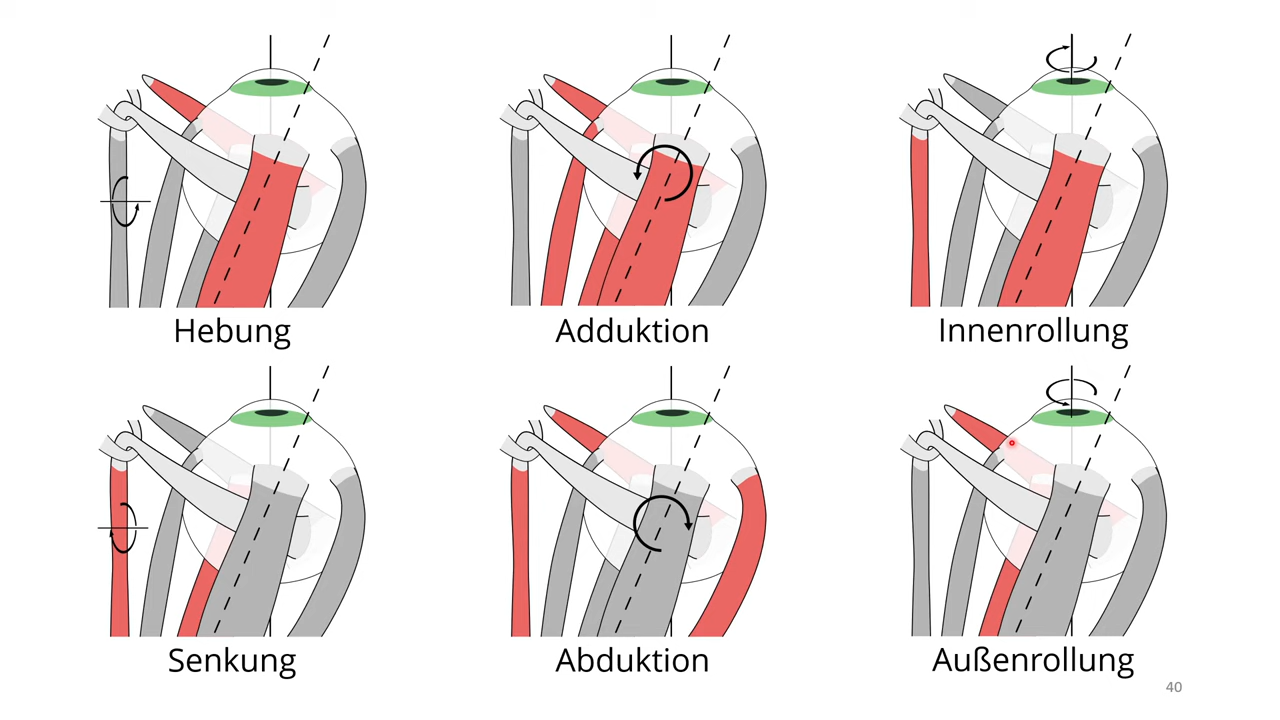 Hebung
Adduktion
Innenrollung
Senkung
Abduktion
Außenrollung
40